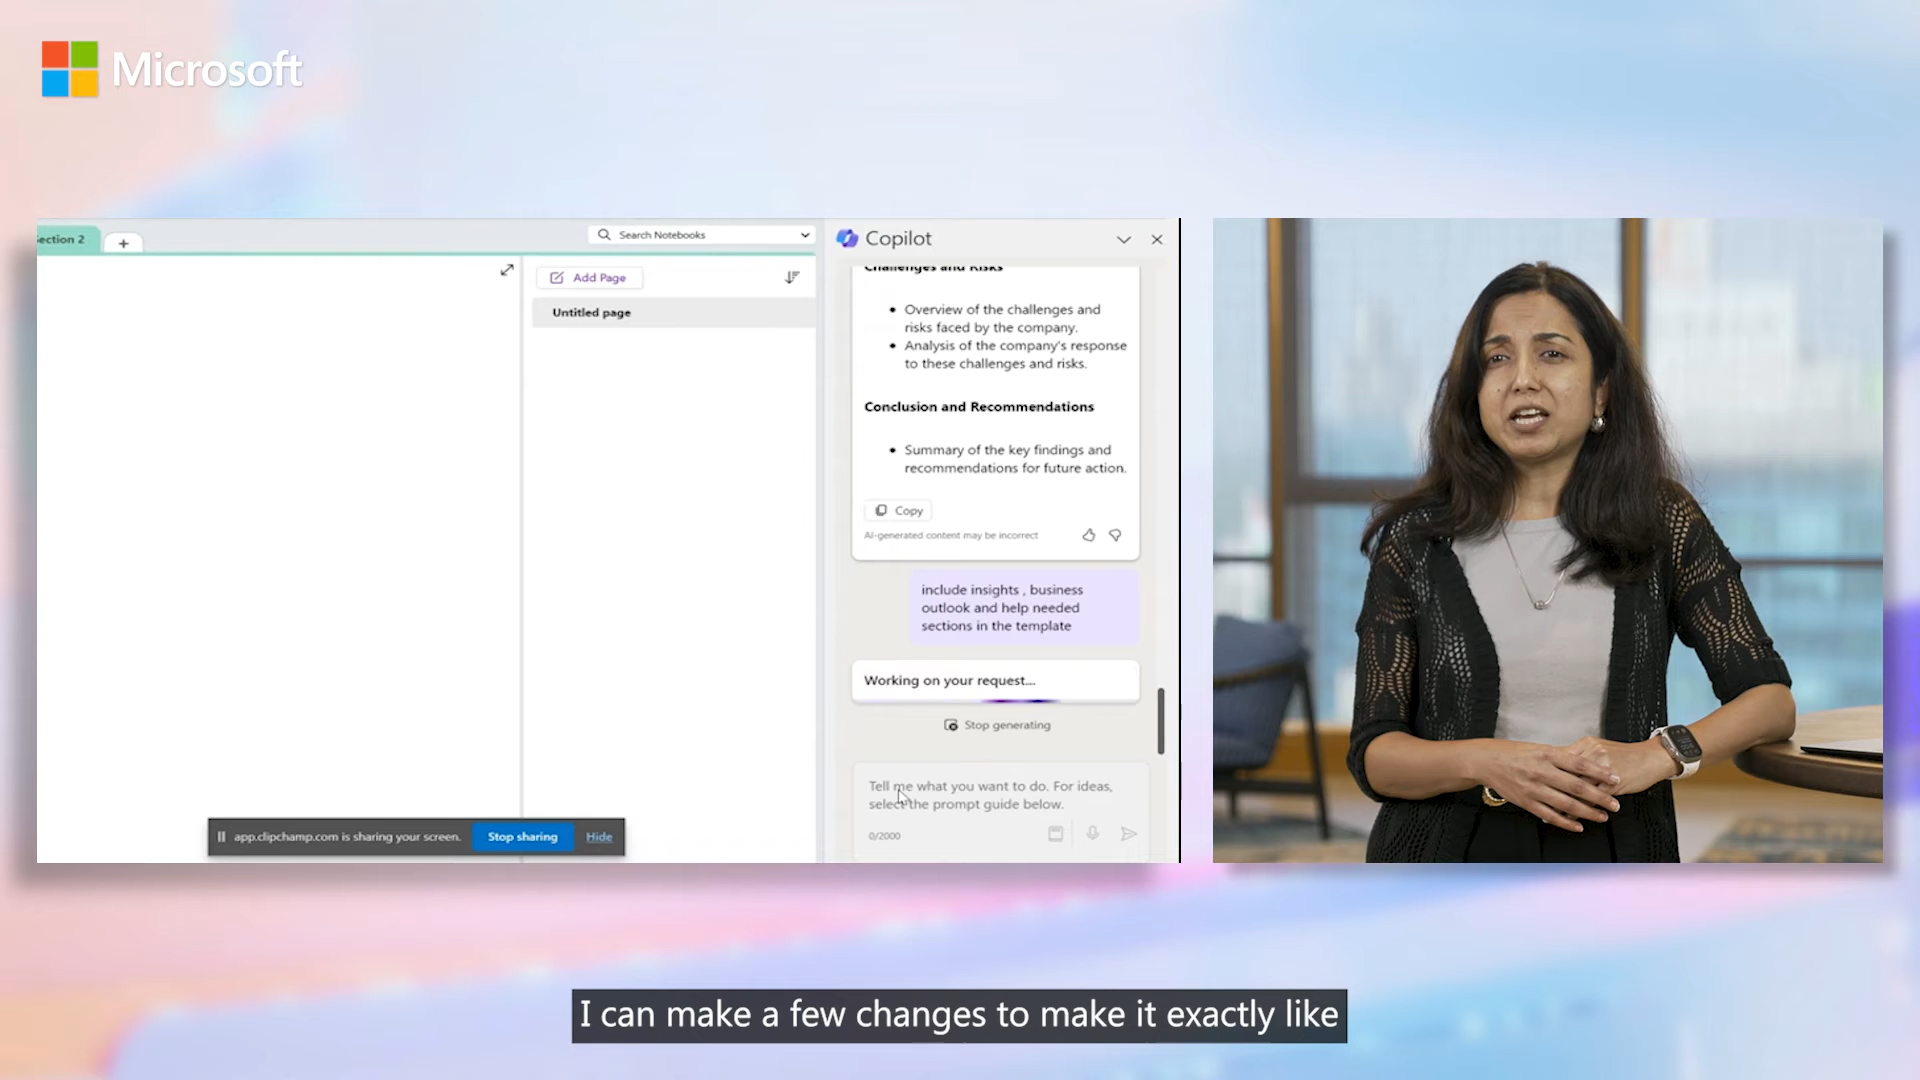 Microsoft
ection 2
+
Search Notebooks
Add Page
Untitled page
Copilot
Challenges and Risks
• Overview of the challenges and
risks faced by the company.
• Analysis of the company's response
to these challenges and risks.
Conclusion and Recommendations
• Summary of the key findings and
recommendations for future action.
Copy
AI-generated content may be incorrect
include insights , business
outlook and help needed
sections in the template
Working on your request...
Stop generating
Tell me what you want to do. For ideas,
select the prompt guide below.
0/2000
app.clipchamp.com is sharing your screen.
Stop sharing
Hide
I can make a few changes to make it exactly like